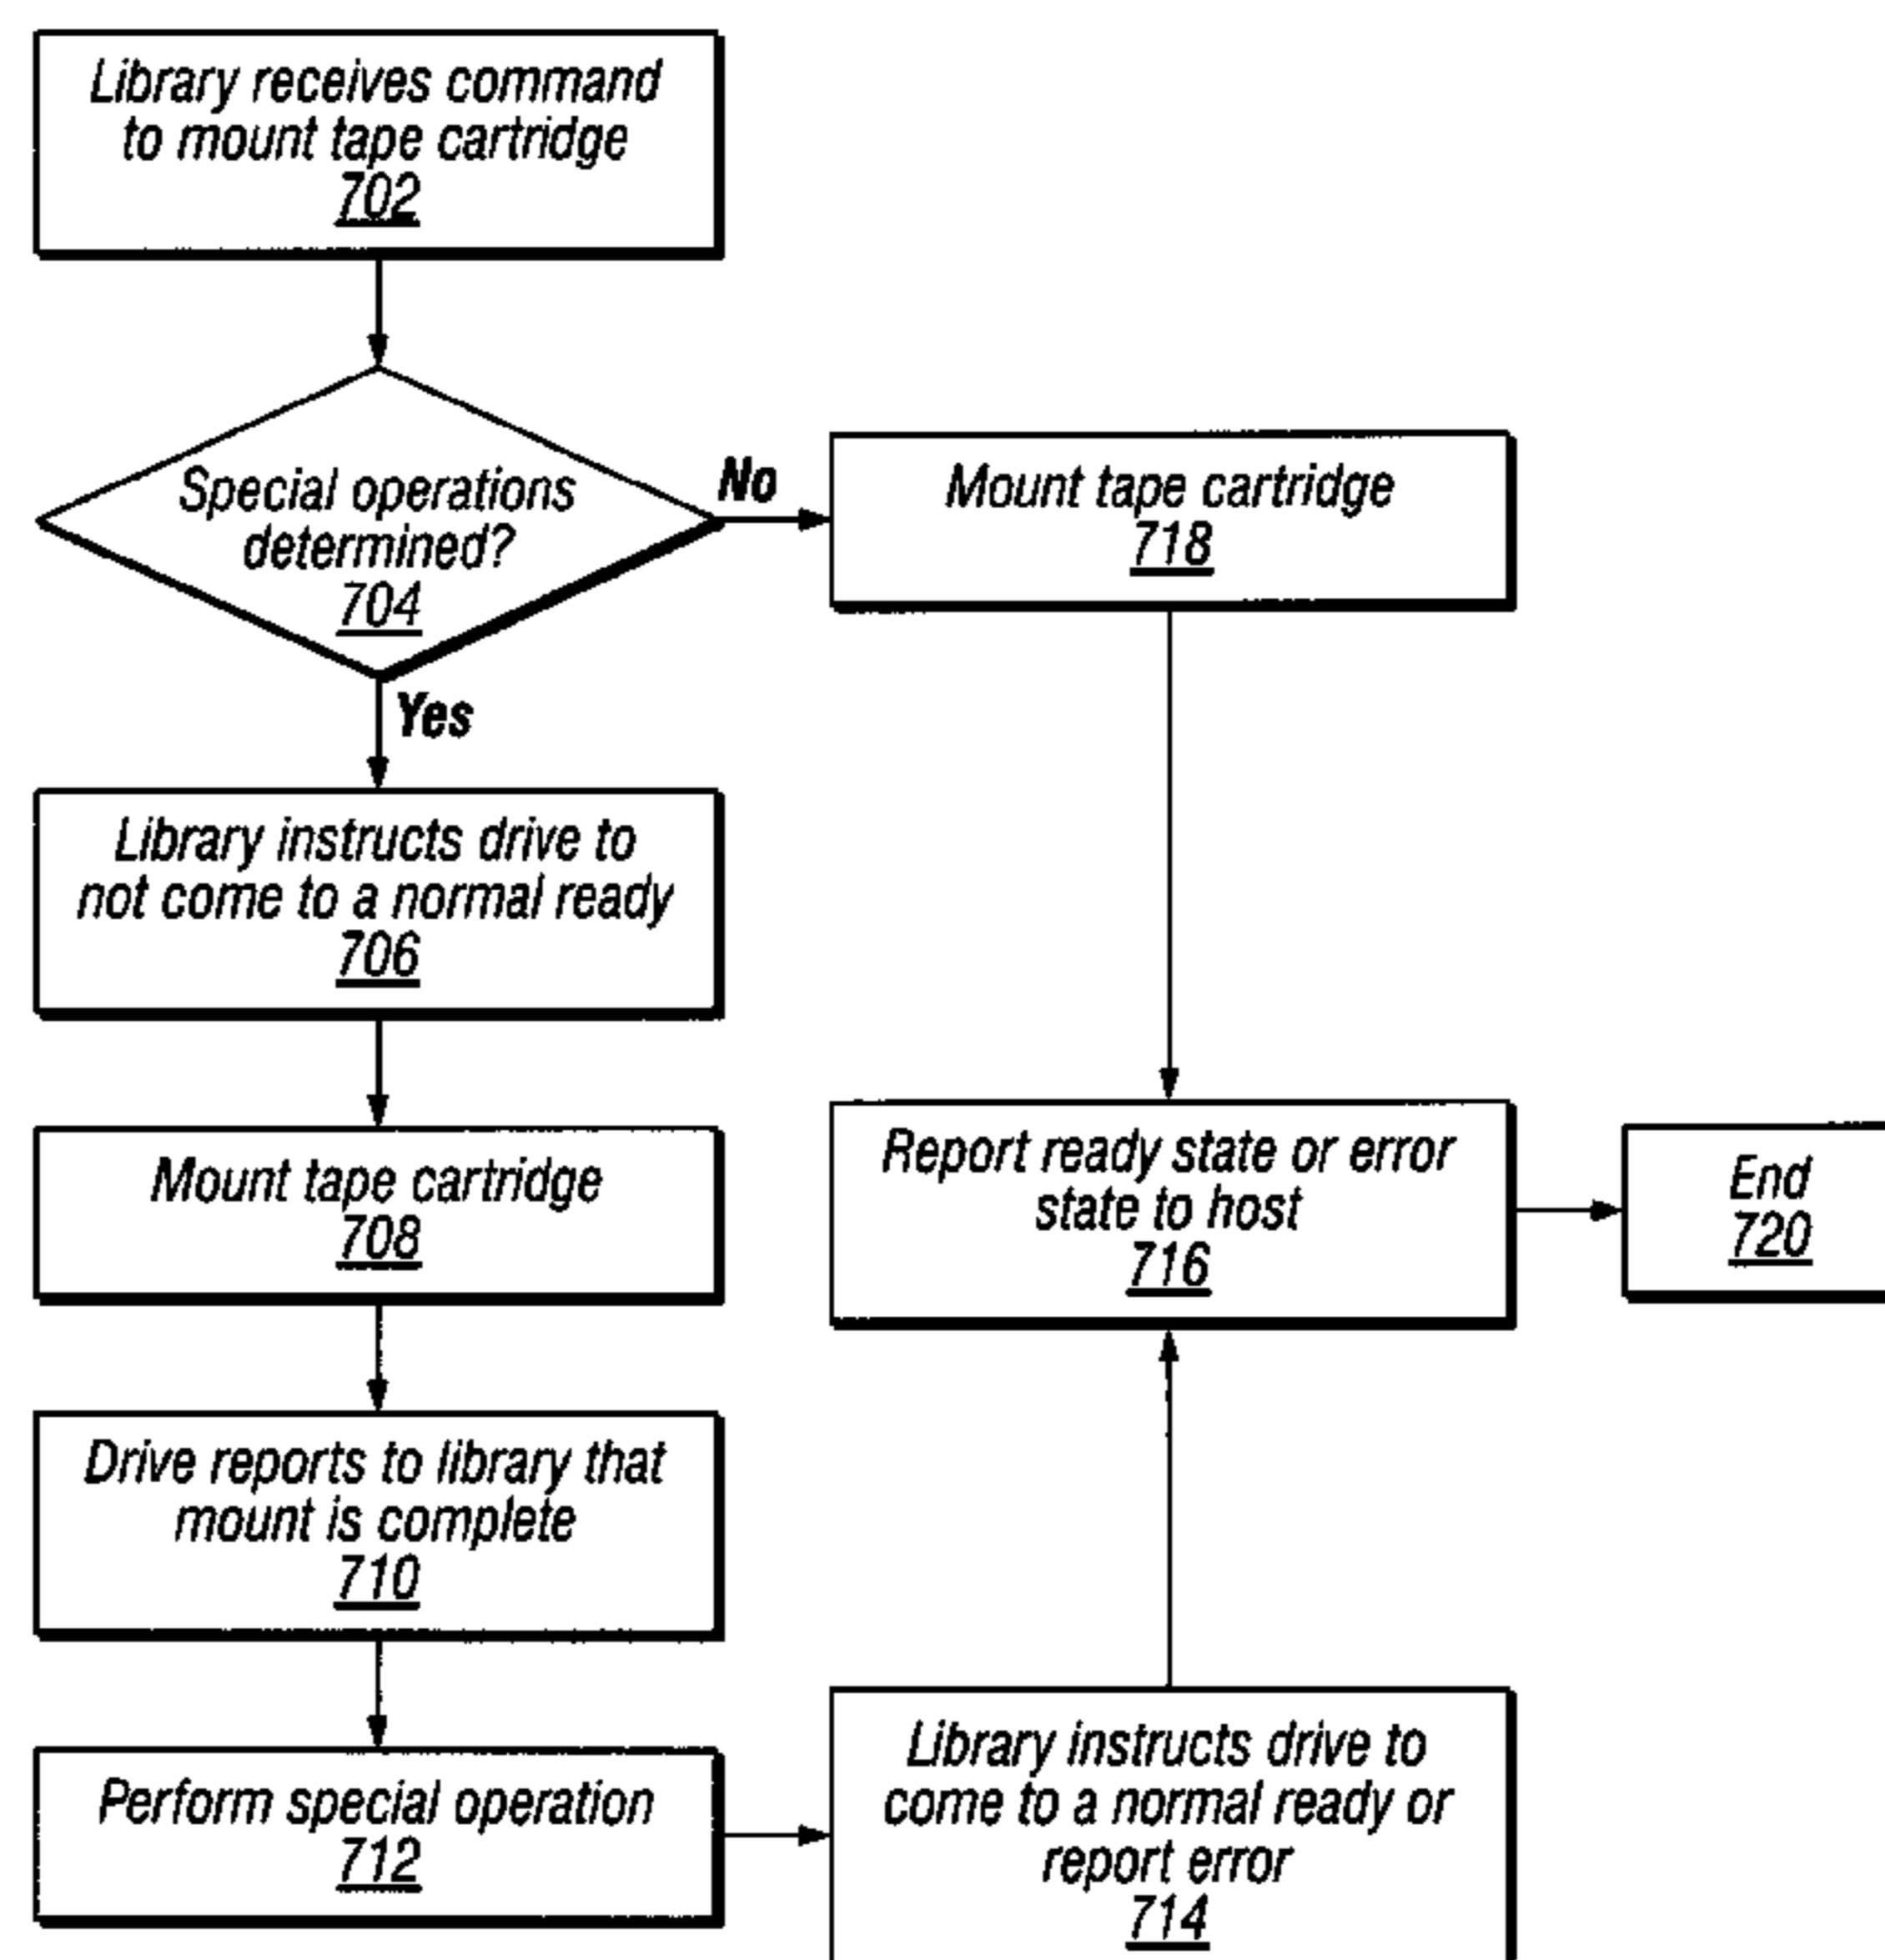 Library receives command
to mount tape cartridge
702
Special operations
determined?
704
No
Mount tape cartridge
718
Yes
Library instructs drive to
not come to a normal ready
706
Mount tape cartridge
708
Report ready state or error
state to host
716
End
720
Drive reports to library that
mount is complete
710
Perform special operation
712
Library instructs drive to
come to a normal ready or
report error
714